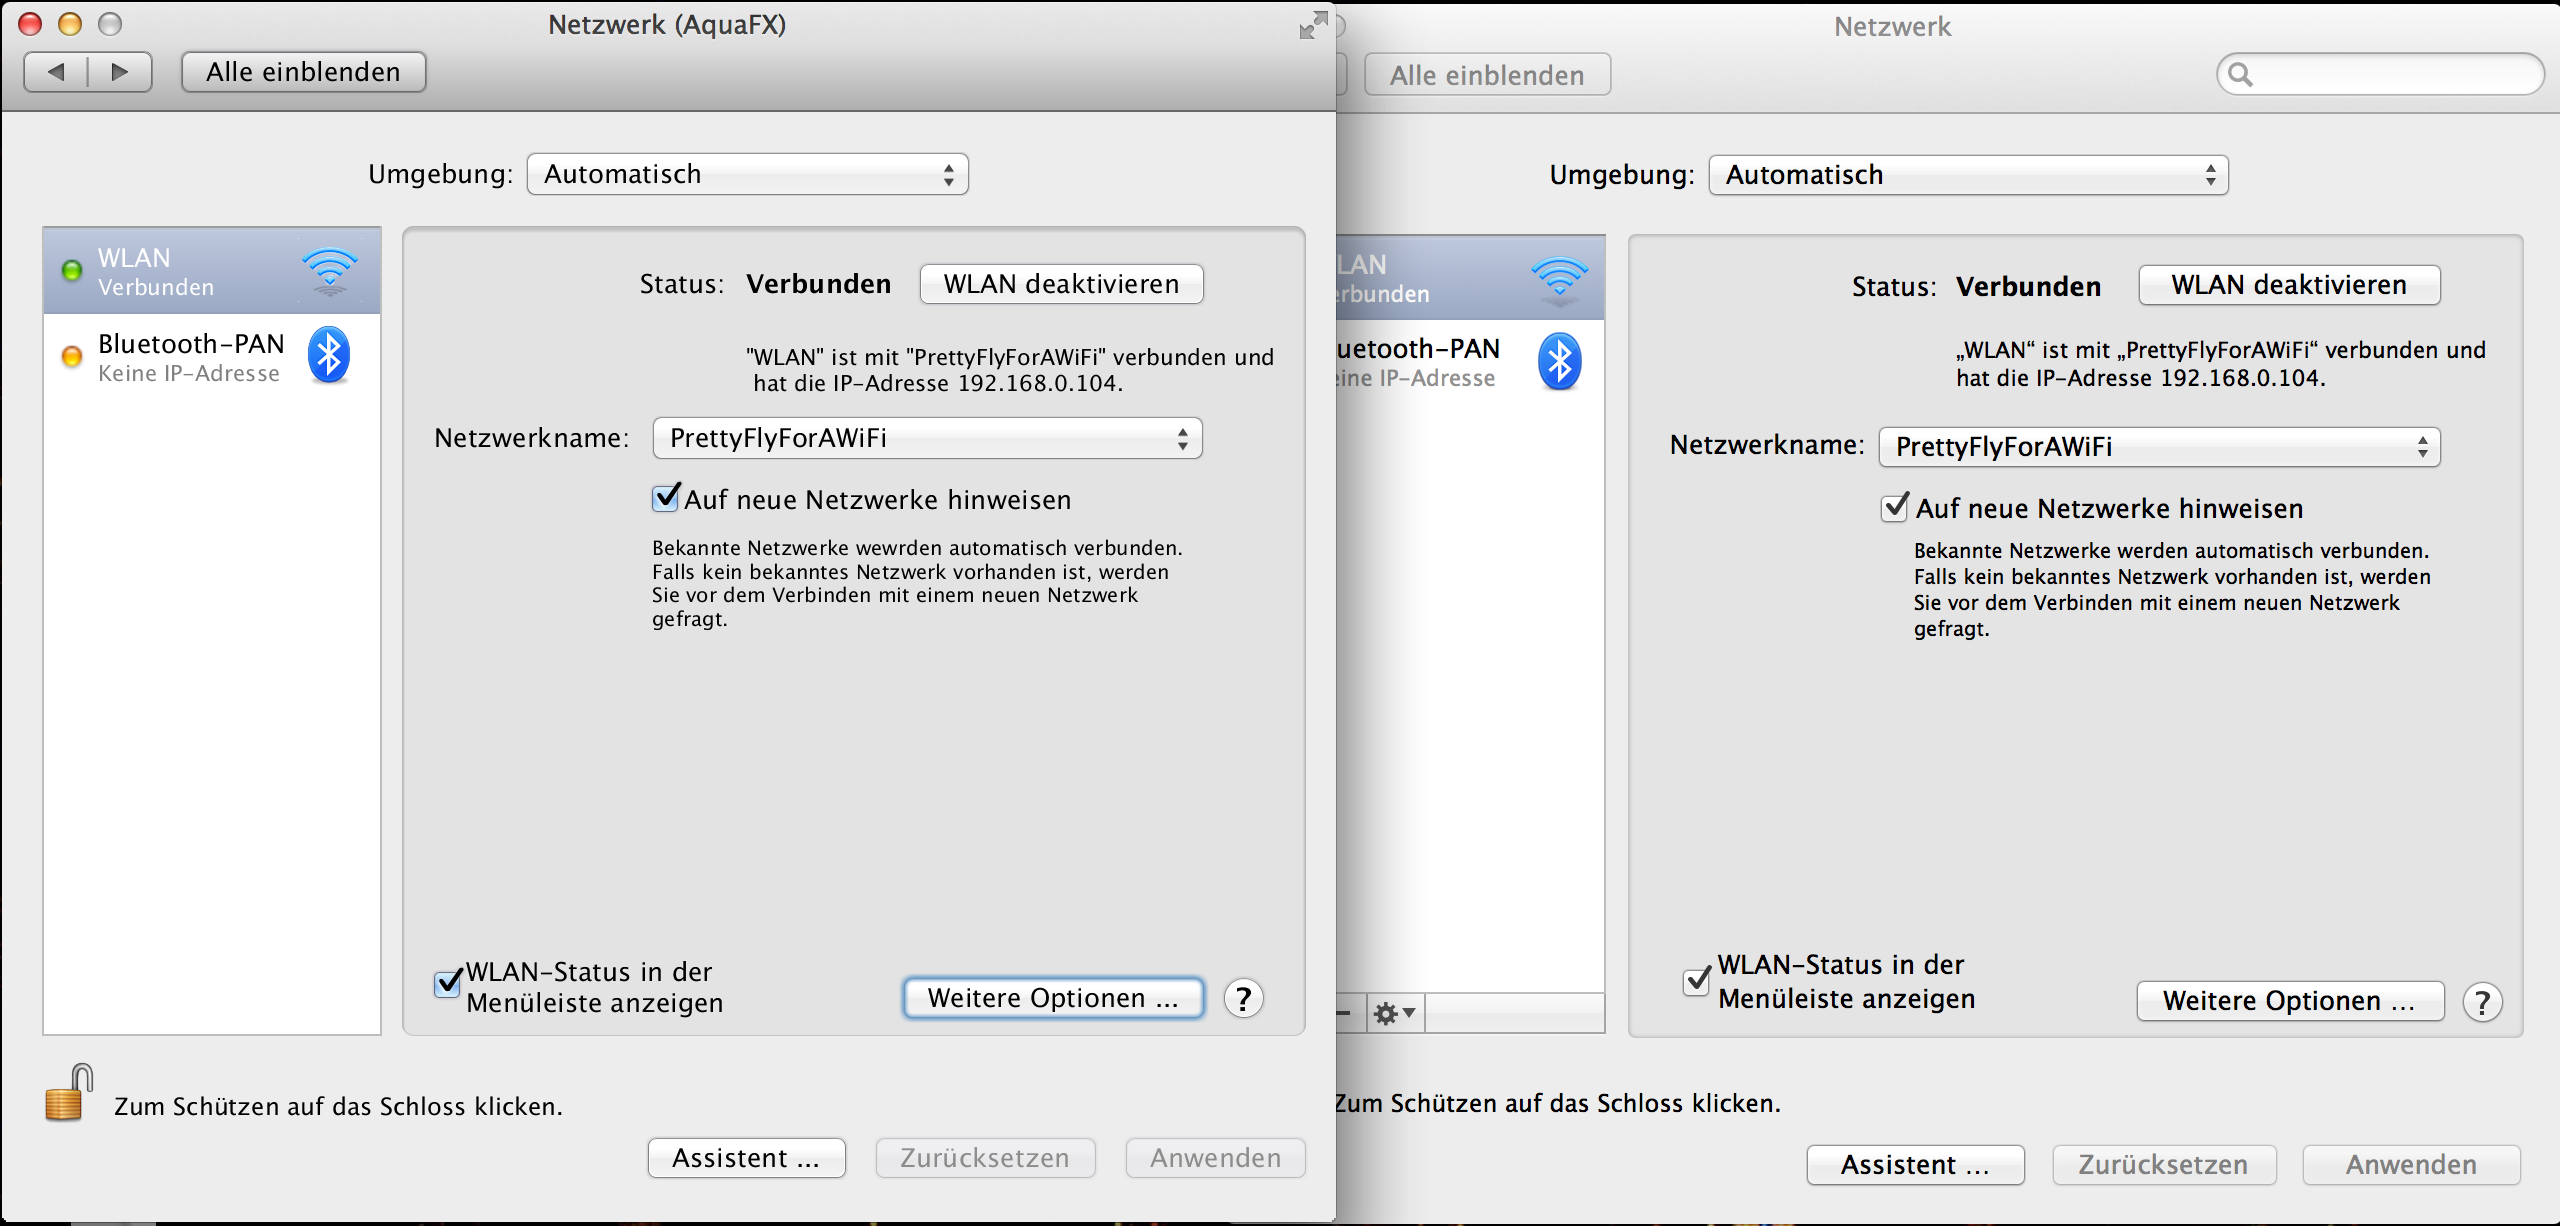 Netzwerk (AquaFX)
Alle einblenden
Umgebung: Automatisch
WLAN
Verbunden
Bluetooth-PAN
Keine IP-Adresse
Status: Verbunden WLAN deaktivieren
"WLAN" ist mit "PrettyFlyForAWiFi" verbunden und
hat die IP-Adresse 192.168.0.104.
Netzwerkname: PrettyFlyForAWiFi
Auf neue Netzwerke hinweisen
Bekannte Netzwerke wewrden automatisch verbunden.
Falls kein bekanntes Netzwerk vorhanden ist, werden
Sie vor dem Verbinden mit einem neuen Netzwerk
gefragt.
WLAN-Status in der
Menüleiste anzeigen
Weitere Optionen ... ?
Zum Schützen auf das Schloss klicken.
Assistent ... Zurücksetzen Anwenden
Netzwerk
Alle einblenden
Umgebung: Automatisch
LAN
rbunden
uetooth-PAN
ine IP-Adresse
Status: Verbunden WLAN deaktivieren
„WLAN“ ist mit „PrettyFlyForAWiFi“ verbunden und
hat die IP-Adresse 192.168.0.104.
Netzwerkname: PrettyFlyForAWiFi
Auf neue Netzwerke hinweisen
Bekannte Netzwerke werden automatisch verbunden.
Falls kein bekanntes Netzwerk vorhanden ist, werden
Sie vor dem Verbinden mit einem neuen Netzwerk
gefragt.
WLAN-Status in der
Menüleiste anzeigen
Weitere Optionen ... ?
Zum Schützen auf das Schloss klicken.
Assistent ... Zurücksetzen Anwenden